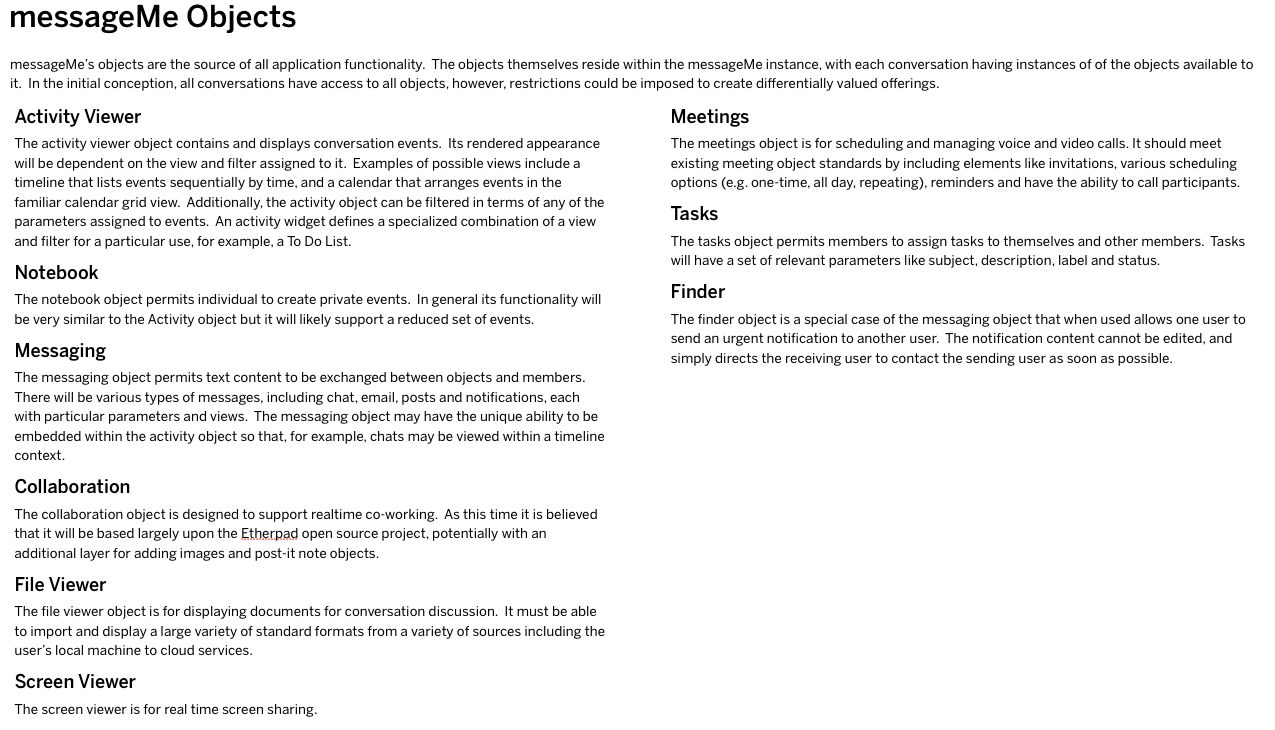 messageMe Objects
messageMe's objects are the source of all application functionality.  The objects themselves reside within the messageMe instance, with each conversation having instances of of the objects available to
it.  In the initial conception, all conversations have access to all objects, however, restrictions could be imposed to create differentially valued offerings.
Activity Viewer
The activity viewer object contains and displays conversation events.  Its rendered appearance
will be dependent on the view and filter assigned to it.  Examples of possible views include a
timeline that lists events sequentially by time, and a calendar that arranges events in the
familiar calendar grid view.  Additionally, the activity object can be filtered in terms of any of the
parameters assigned to events.  An activity widget defines a specialized combination of a view
and filter for a particular use, for example, a To Do List.
Notebook
The notebook object permits individual to create private events.  In general its functionality will
be very similar to the Activity object but it will likely support a reduced set of events.
Messaging
The messaging object permits text content to be exchanged between objects and members.
There will be various types of messages, including chat, email, posts and notifications, each
with particular parameters and views.  The messaging object may have the unique ability to be
embedded within the activity object so that, for example, chats may be viewed within a timeline
context.
Collaboration
The collaboration object is designed to support realtime co-working.  As this time it is believed
that it will be based largely upon the Etherpad open source project, potentially with an
additional layer for adding images and post-it note objects.
File Viewer
The file viewer object is for displaying documents for conversation discussion.  It must be able
to import and display a large variety of standard formats from a variety of sources including the
user's local machine to cloud services.
Screen Viewer
The screen viewer is for real time screen sharing.
Meetings
The meetings object is for scheduling and managing voice and video calls. It should meet
existing meeting object standards by including elements like invitations, various scheduling
options (e.g. one-time, all day, repeating), reminders and have the ability to call participants.
Tasks
The tasks object permits members to assign tasks to themselves and other members.  Tasks
will have a set of relevant parameters like subject, description, label and status.
Finder
The finder object is a special case of the messaging object that when used allows one user to
send an urgent notification to another user.  The notification content cannot be edited, and
simply directs the receiving user to contact the sending user as soon as possible.